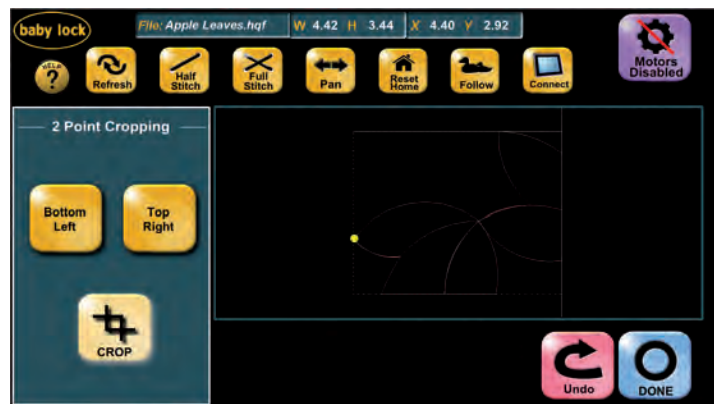 baby lock
File: Apple Leaves.hqf W 4.42 H 3.44 X 4.40 Y 2.92
Motors
Disabled
HELP
?
Refresh
Half
Stitch
Full
Stitch
Pan
Reset
Home
Follow
Connect
2 Point Cropping
Bottom
Left
Top
Right
CROP
Undo
DONE